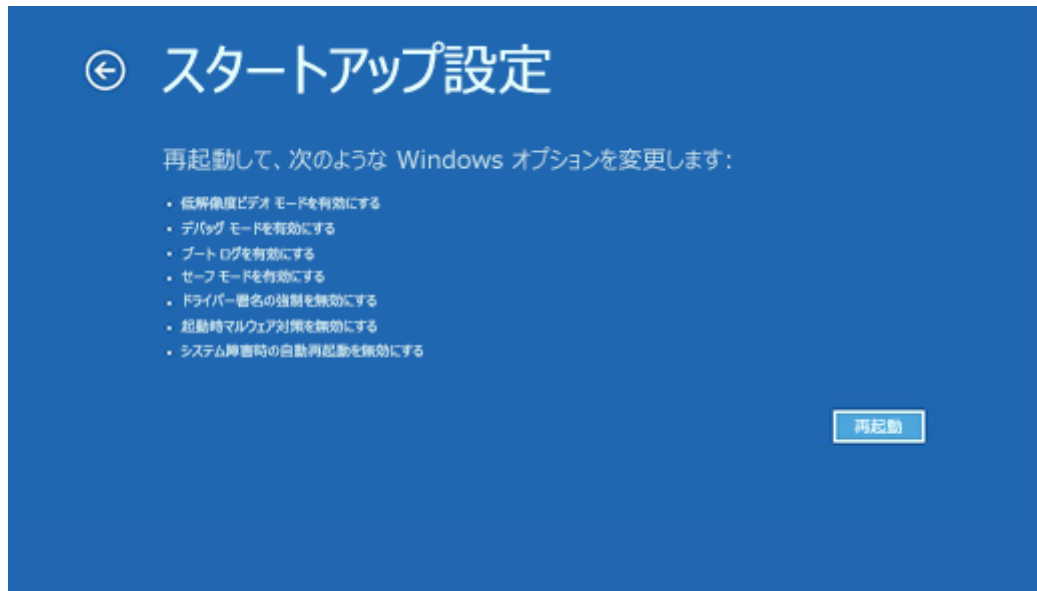 スタートアップ設定
再起動して、次のような Windows オプションを変更します:
• 低解像度ビデオ モードを有効にする
• デバッグ モードを有効にする
• ブート ログを有効にする
• セーフ モードを有効にする
• ドライバー署名の強制を無効にする
• 起動時マルウェア対策を無効にする
• システム障害時の自動再起動を無効にする
再起動